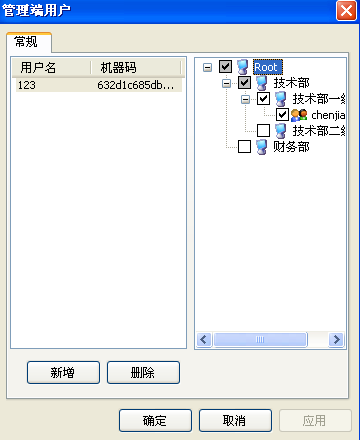 管理端用户
常规
用户名 机器码
123 632d1c685db...
Root
技术部
技术部一
chenjia
技术部二
财务部
新增 删除
确定 取消 应用